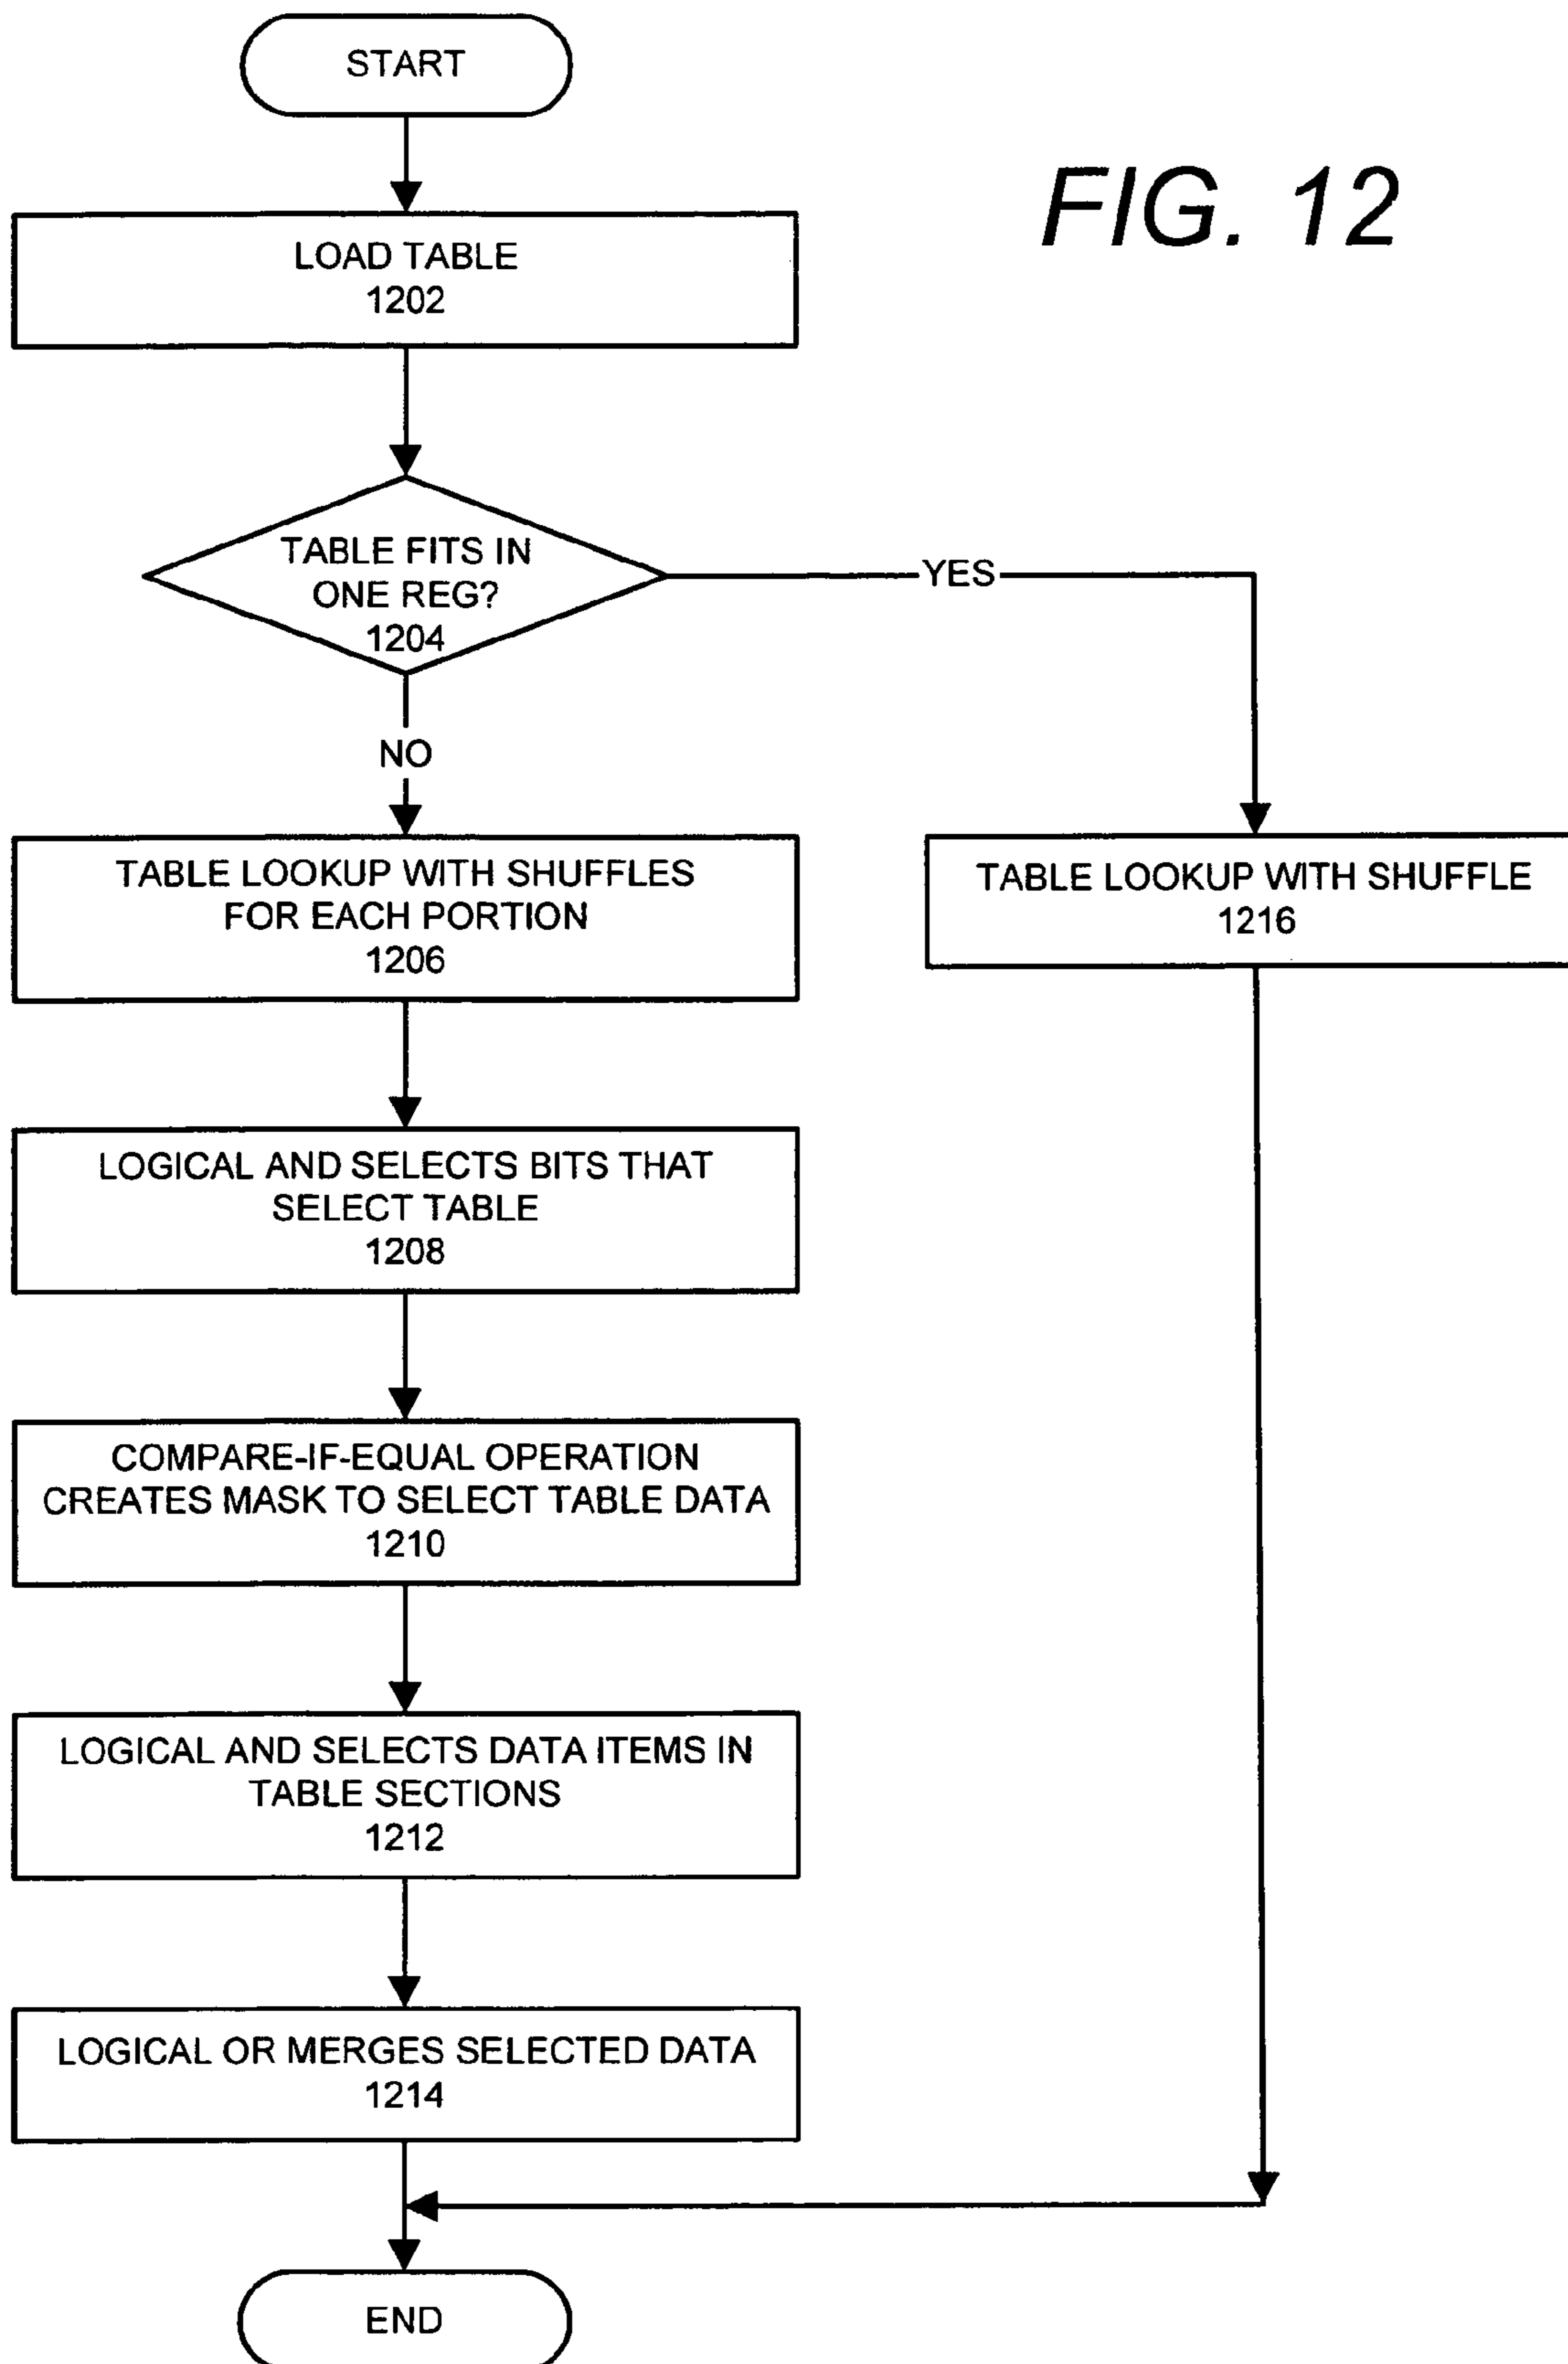 START
FIG. 12
LOAD TABLE
1202
TABLE FITS IN
ONE REG?
1204
YES
NO
TABLE LOOKUP WITH SHUFFLES
FOR EACH PORTION
1206
TABLE LOOKUP WITH SHUFFLE
1216
LOGICAL AND SELECTS BITS THAT
SELECT TABLE
1208
COMPARE-IF-EQUAL OPERATION
CREATES MASK TO SELECT TABLE DATA
1210
LOGICAL AND SELECTS DATA ITEMS IN
TABLE SECTIONS
1212
LOGICAL OR MERGES SELECTED DATA
1214
END